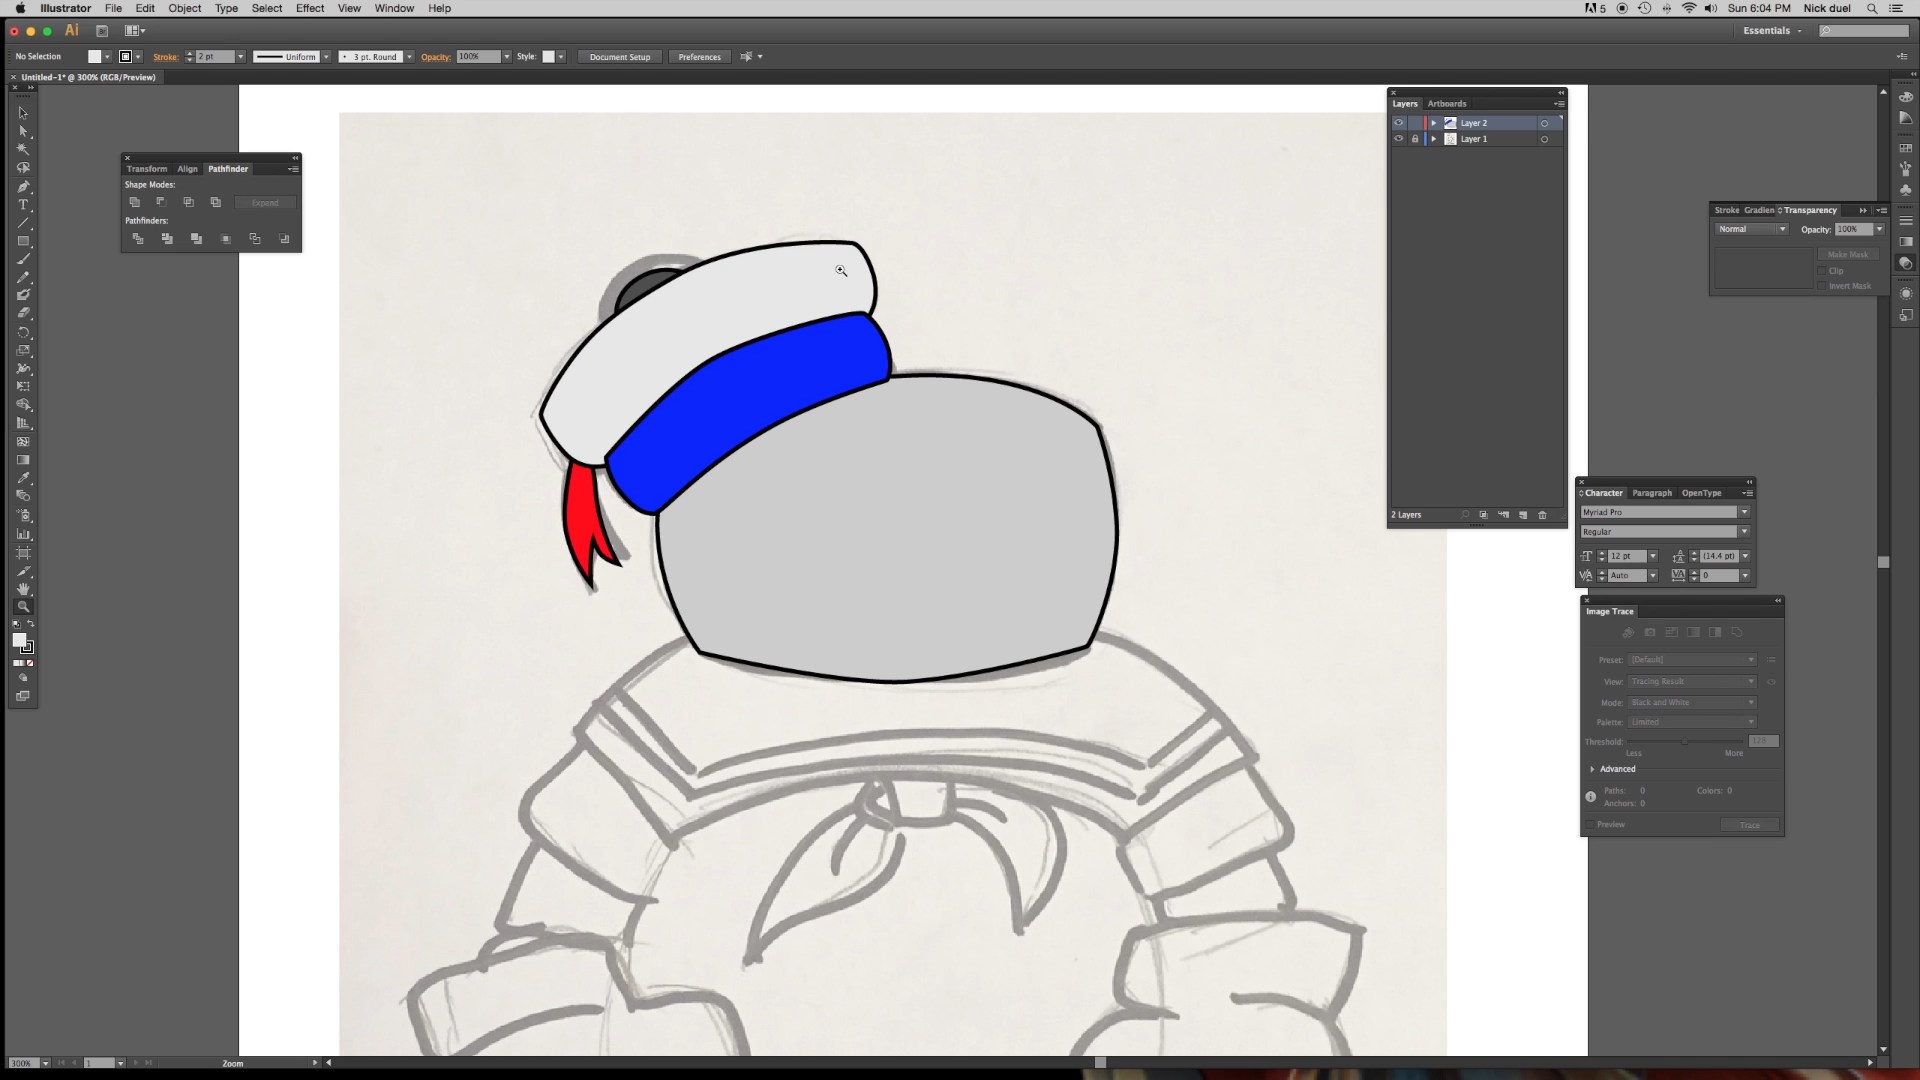 Illustrator File Edit Object Type Select Effect View Window Help
5 Sun 6:04 PM Nick duel
Ai Essentials
No Selection Stroke: 2 pt Uniform 3 pt. Round Opacity: 100% Style: Document Setup Preferences
Untitled-1* @ 300% (RGB/Preview)
Layers Artboards
Layer 2
Layer 1
2 Layers
Transform Align Pathfinder
Shape Modes:
Expand
Pathfinders:
Stroke Gradien Transparency
Normal Opacity: 100%
Make Mask
Clip
Invert Mask
Character Paragraph OpenType
Myriad Pro
Regular
12 pt (14.4 pt)
Auto 0
Image Trace
Preset: [Default]
View: Tracing Result
Mode: Black and White
Palette: Limited
Threshold: 128
Less More
Advanced
Paths: 0 Colors: 0
Anchors: 0
Preview Trace
300% 1 Zoom